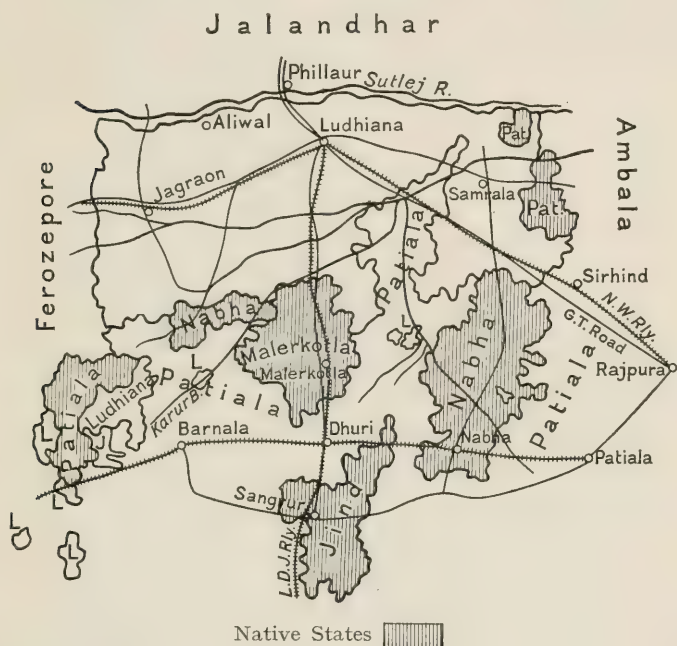 Jalandhar
Phillaur
Sutlej R.
Aliwal
Ludhiana
Pat.
Ambala
Jagraon
Samrala
Pat.
Ferozepore
Patiala
Sirhind
N.W.Rly.
G.T. Road
Nabha
L
Malerkotla
Malerkotla
Nabha
Rajpura
L
Patiala
Ludhiana
Patiala
Karur B.
Patiala
Barnala
Dhuri
Nabha
Patiala
L
L
L
Sangrur
Jind
L.D.J.Rly.
L
L
Native States